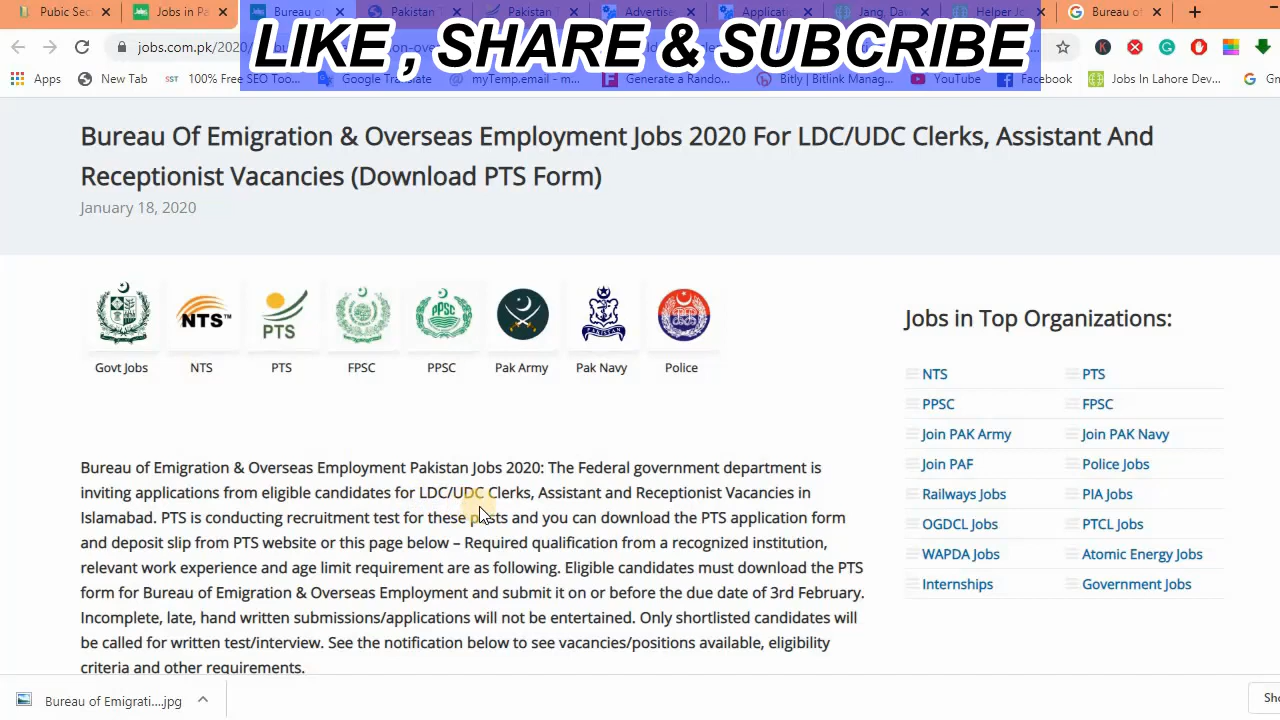 Pubic Sec
Jobs in Pa
Bureau of
Pakistan T
Pakistan T
Advertise
Applicati
Jang, Da
Helper Jo
Bureau of
jobs.com.pk/2020/
LIKE , SHARE & SUBCRIBE
Apps
New Tab
SST
100% Free SEO Too...
Google Translate
myTemp.email - m...
Generate a Rando...
Bitly | Bitlink Manag...
YouTube
Facebook
Jobs In Lahore Dev...
Gm
Bureau Of Emigration & Overseas Employment Jobs 2020 For LDC/UDC Clerks, Assistant And
Receptionist Vacancies (Download PTS Form)
January 18, 2020
NTS
PTS
PPSC
PAKISTAN
Govt Jobs
NTS
PTS
FPSC
PPSC
Pak Army
Pak Navy
Police
Jobs in Top Organizations:
NTS
PTS
PPSC
FPSC
Join PAK Army
Join PAK Navy
Join PAF
Police Jobs
Railways Jobs
PIA Jobs
OGDCL Jobs
PTCL Jobs
WAPDA Jobs
Atomic Energy Jobs
Internships
Government Jobs
Bureau of Emigration & Overseas Employment Pakistan Jobs 2020: The Federal government department is
inviting applications from eligible candidates for LDC/UDC Clerks, Assistant and Receptionist Vacancies in
Islamabad. PTS is conducting recruitment test for these posts and you can download the PTS application form
and deposit slip from PTS website or this page below – Required qualification from a recognized institution,
relevant work experience and age limit requirement are as following. Eligible candidates must download the PTS
form for Bureau of Emigration & Overseas Employment and submit it on or before the due date of 3rd February.
Incomplete, late, hand written submissions/applications will not be entertained. Only shortlisted candidates will
be called for written test/interview. See the notification below to see vacancies/positions available, eligibility
criteria and other requirements.
Bureau of Emigrati....jpg
Sho